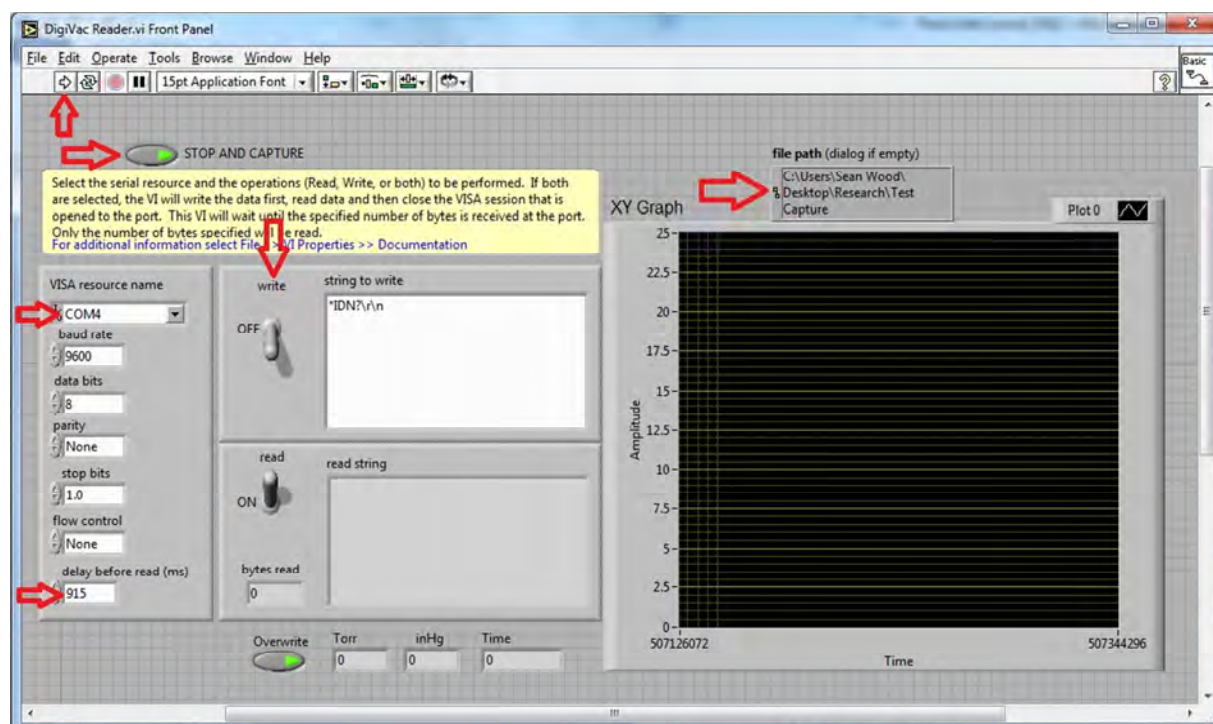 DigiVac Reader.vi Front Panel
File Edit Operate Tools Browse Window Help
15pt Application Font
Basic
STOP AND CAPTURE
Select the serial resource and the operations (Read, Write, or both) to be performed. If both
are selected, the VI will write the data first, read data and then close the VISA session that is
opened to the port. This VI will wait until the specified number of bytes is received at the port.
Only the number of bytes specified will be read.
For additional information select File >> VI Properties >> Documentation
file path (dialog if empty)
C:\Users\Sean Wood\
Desktop\Research\Test
Capture
VISA resource name
COM4
baud rate
9600
data bits
8
parity
None
stop bits
1.0
flow control
None
delay before read (ms)
915
write
OFF
string to write
*IDN?\r\n
read
ON
read string
bytes read
0
Overwrite
Torr
0
inHg
0
Time
0
XY Graph
Plot 0
Amplitude
25
22.5
20
17.5
15
12.5
10
7.5
5
2.5
0
507126072
507344296
Time